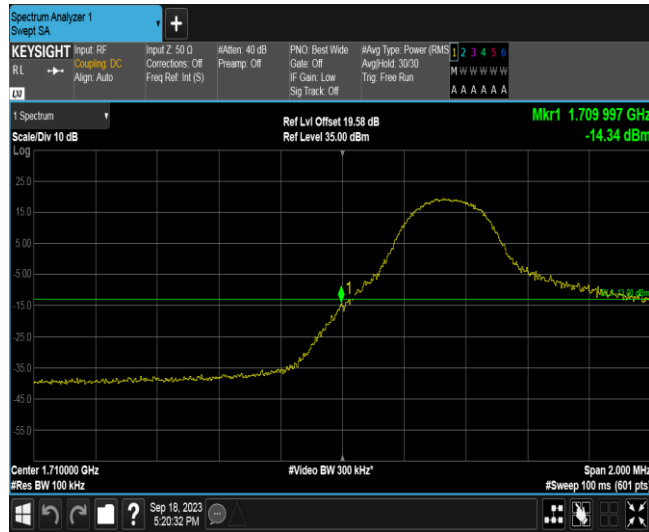 Spectrum Analyzer 1
Swept SA
KEYSIGHT
RL
LXI
Input: RF
Coupling: DC
Align: Auto
Input Z: 50 Ω
Corrections: Off
Freq Ref: Int (S)
#Atten: 40 dB
Preamp: Off
PNO: Best Wide
Gate: Off
IF Gain: Low
Sig Track: Off
#Avg Type: Power (RMS
Avg|Hold: 30/30
Trig: Free Run
1 2 3 4 5 6
M W W W W W
A A A A A A
1 Spectrum
Scale/Div 10 dB
Ref Lvl Offset 19.58 dB
Ref Level 35.00 dBm
Mkr1 1.709 997 GHz
-14.34 dBm
Log
25.0
15.0
5.00
-5.00
-15.0
-25.0
-35.0
-45.0
-55.0
1
-13.00 dBm
Center 1.710000 GHz
#Res BW 100 kHz
#Video BW 300 kHz*
Span 2.000 MHz
#Sweep 100 ms (601 pts)
Sep 18, 2023
5:20:32 PM